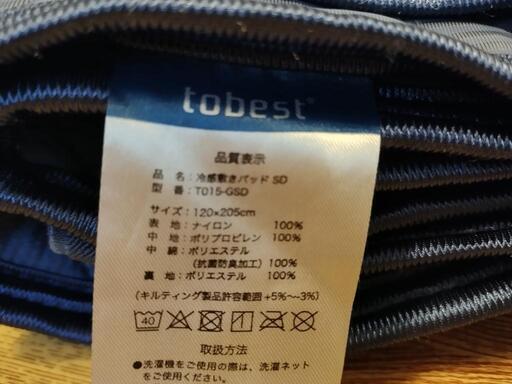 tobest
品質表示
品 名：冷感敷きパッド SD
型 番：T015-GSD
サイズ：120×205cm
表 地：ナイロン 100%
中 地：ポリプロピレン 100%
中 綿：ポリエステル
(抗菌防臭加工) 100%
裏 地：ポリエステル 100%
(キルティング製品許容範囲+5%〜-3%)
40
取扱方法
●洗濯機をご使用の際は、洗濯ネット
をご使用ください。